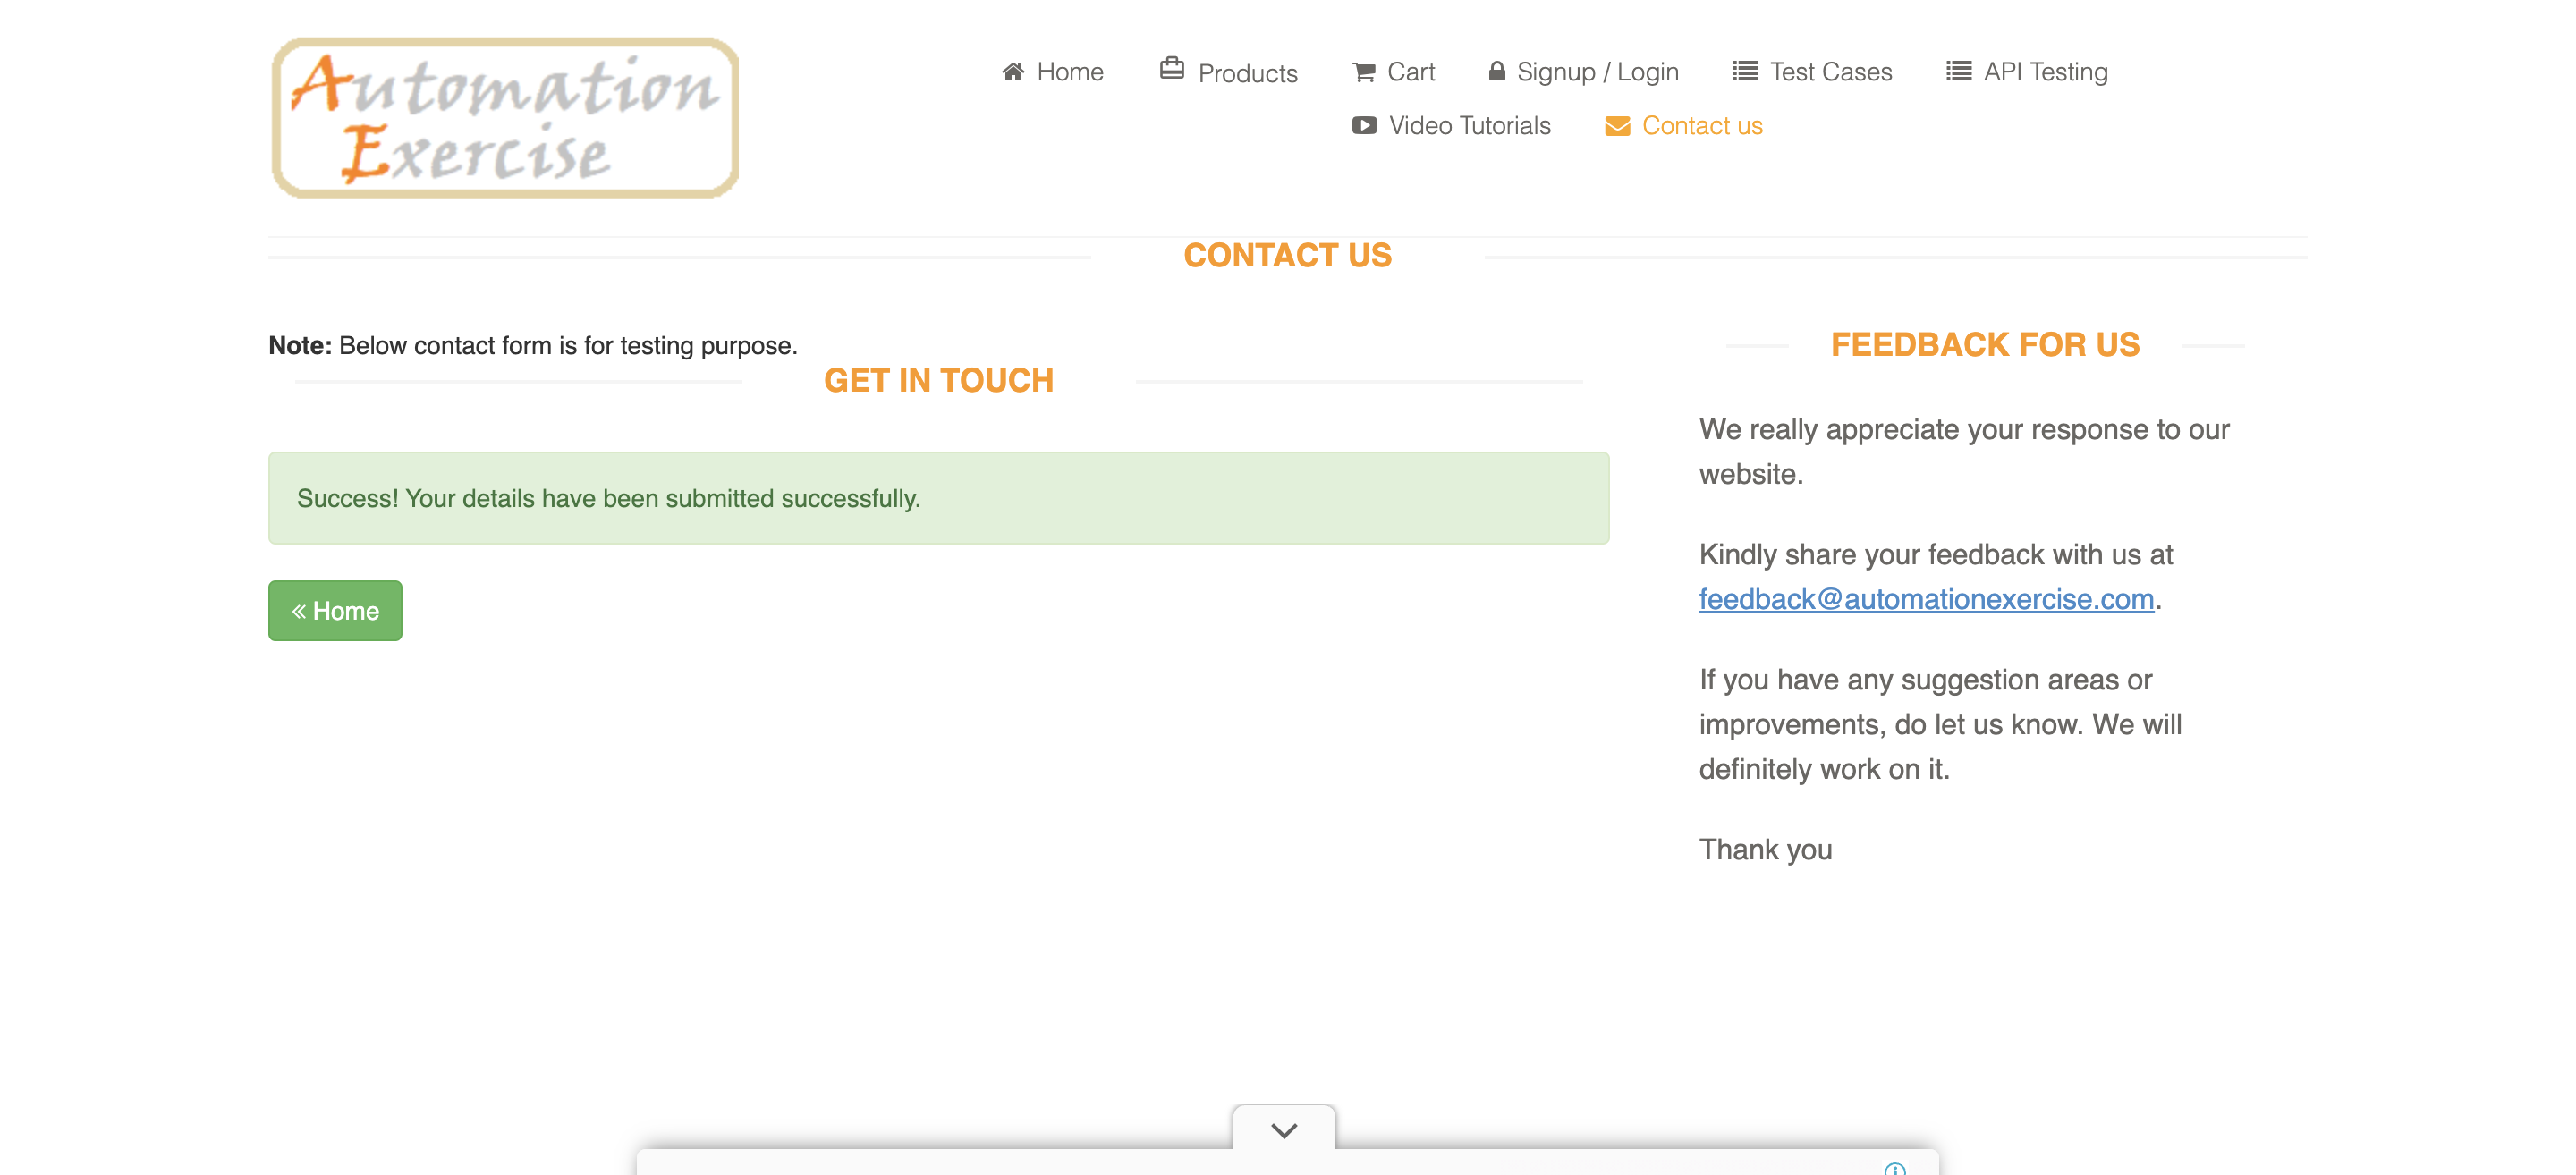 Automation
Exercise
Home
Products
Cart
Signup / Login
Test Cases
API Testing
Video Tutorials
Contact us
CONTACT US
Note: Below contact form is for testing purpose.
GET IN TOUCH
Success! Your details have been submitted successfully.
« Home
FEEDBACK FOR US
We really appreciate your response to our
website.
Kindly share your feedback with us at
feedback@automationexercise.com.
If you have any suggestion areas or
improvements, do let us know. We will
definitely work on it.
Thank you